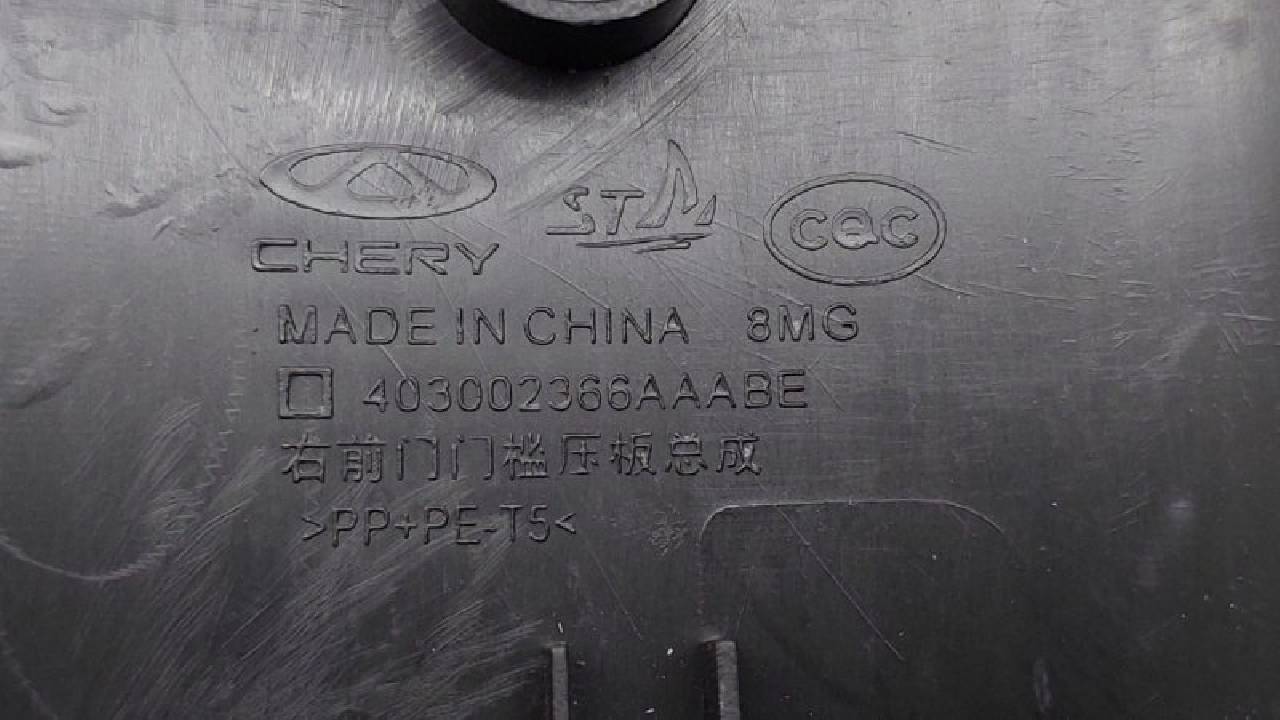 CHERY STM CQC
MADE IN CHINA 8MG
403002366AAABE
右前门门槛压板总成
>PP+PE-T5<